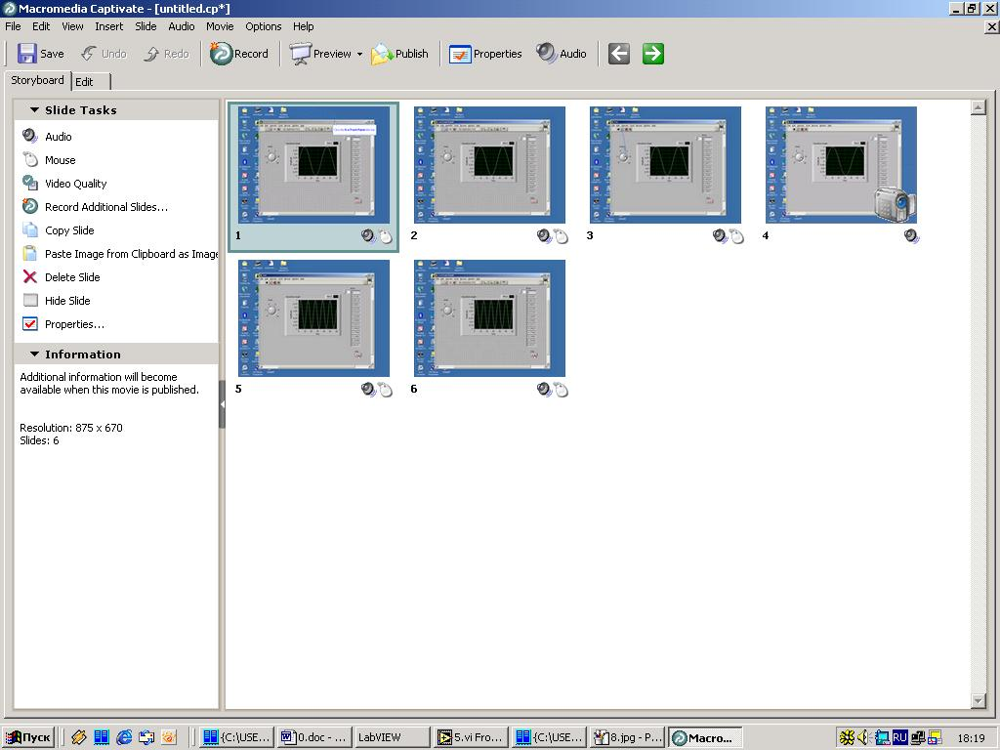 Macromedia Captivate - [untitled.cp*]
File Edit View Insert Slide Audio Movie Options Help
Save Undo Redo Record Preview Publish Properties Audio
Storyboard Edit
Slide Tasks
Audio
Mouse
Video Quality
Record Additional Slides...
Copy Slide
Paste Image from Clipboard as Image
Delete Slide
Hide Slide
Properties...
Information
Additional information will become
available when this movie is published.
Resolution: 875 x 670
Slides: 6
1 2 3 4
5 6
Пуск {C:\USE... 0.doc - ... LabVIEW 5.vi Fro... {C:\USE... 8.jpg - P... Macro... RU 18:19